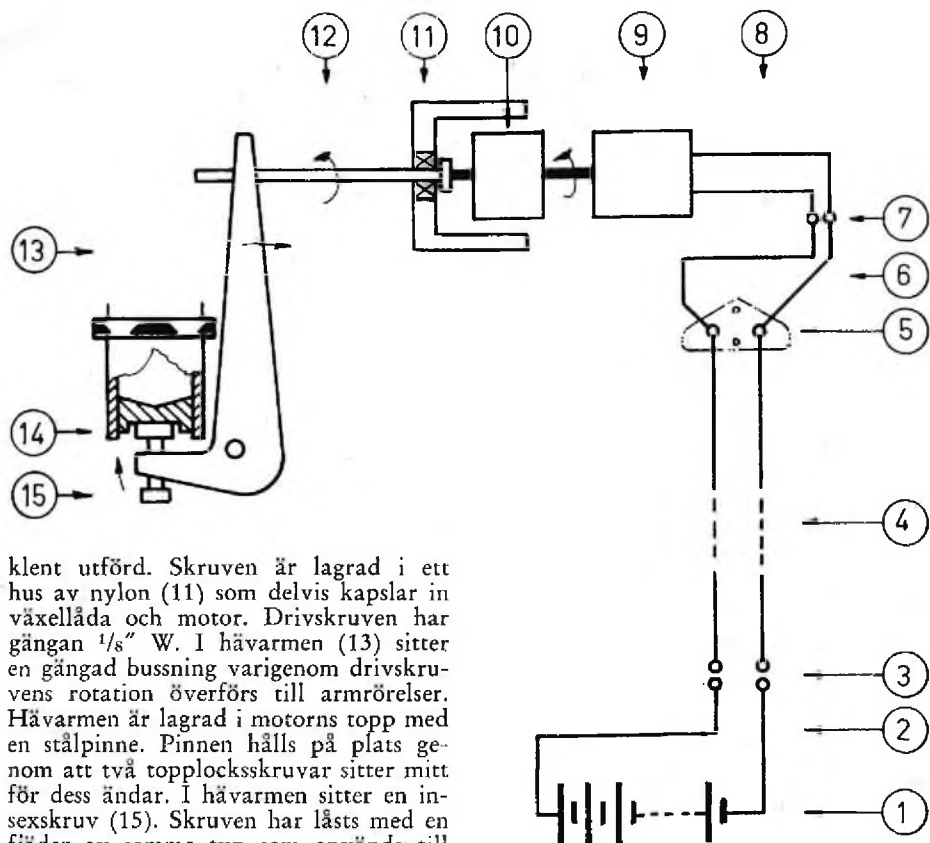 12
11
10
9
8
7
6
5
4
3
2
1
13
14
15
klent utförd. Skruven är lagrad i ett
hus av nylon (11) som delvis kapslar in
växellåda och motor. Drivskruven har
gängan 1/8" W. I hävarmen (13) sitter
en gängad bussning varigenom drivskru-
vens rotation överförs till armrörelser.
Hävarmen är lagrad i motorns topp med
en stålpinne. Pinnen hålls på plats ge-
nom att två topplocksskruvar sitter mitt
för dess ändar. I hävarmen sitter en in-
sexskruv (15). Skruven har låsts med en